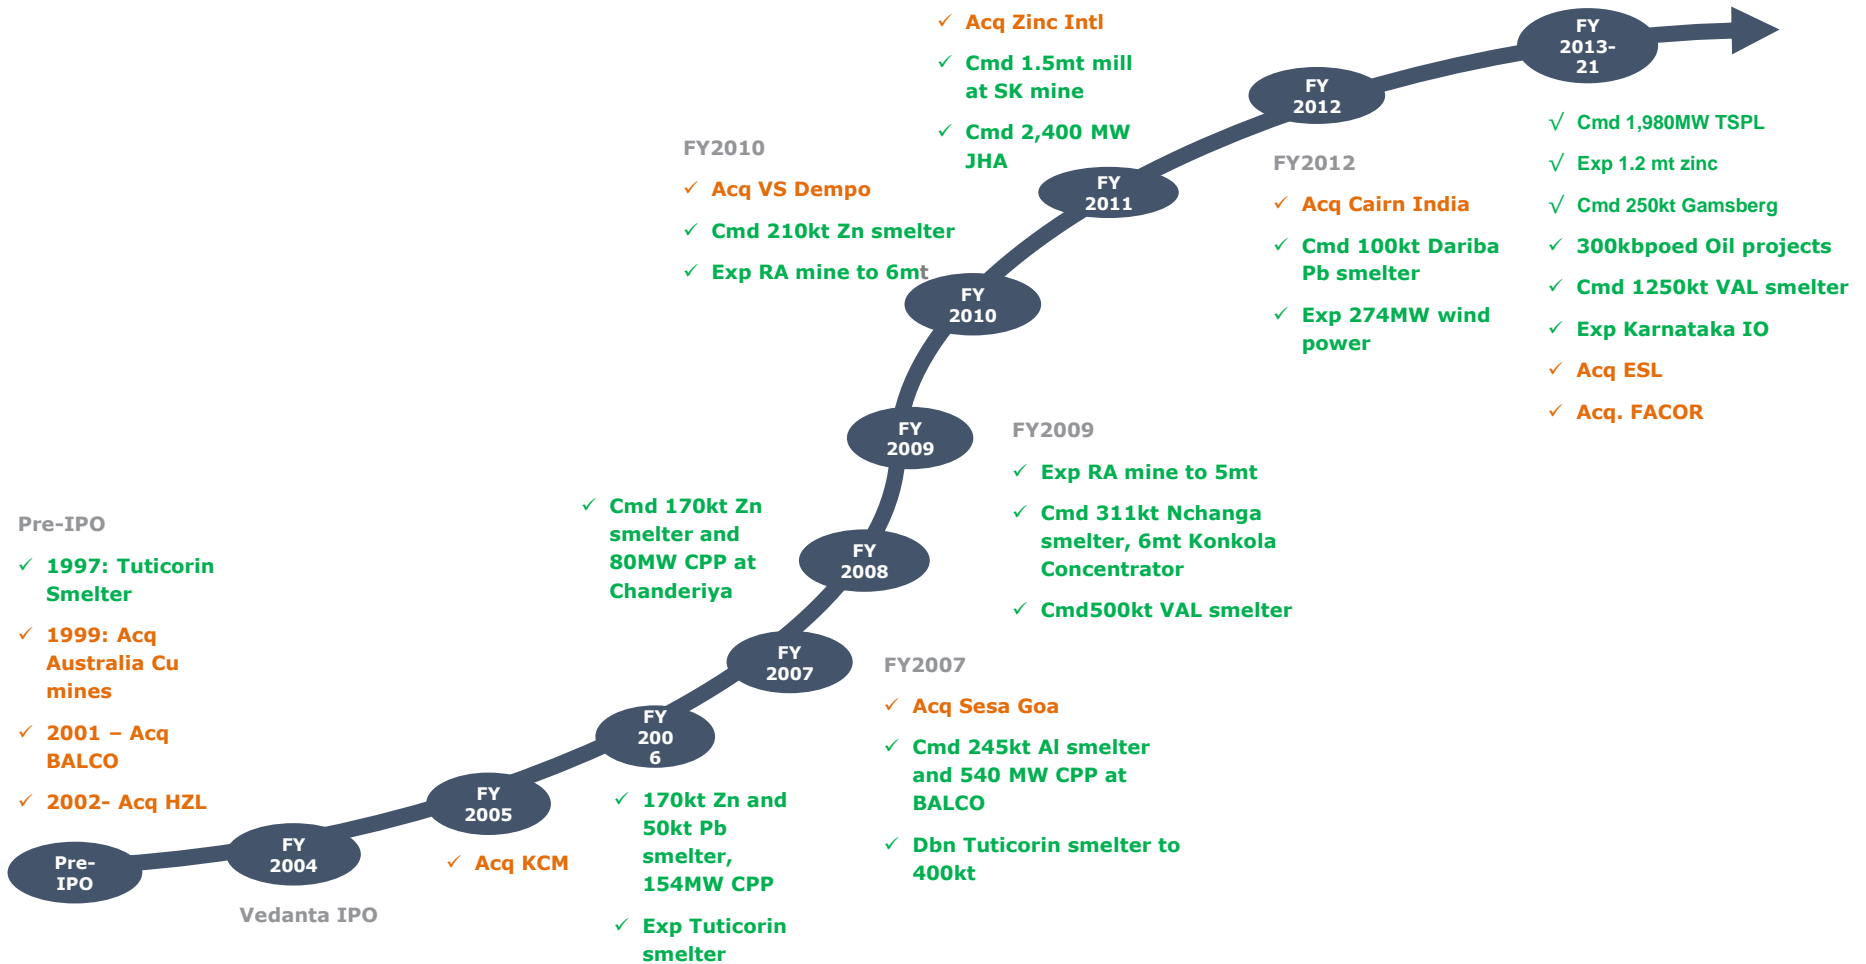 Pre-IPO
✓ 1997: Tuticorin
Smelter
✓ 1999: Acq
Australia Cu
mines
✓ 2001 – Acq
BALCO
✓ 2002- Acq HZL
Pre-
IPO
FY
2004
Vedanta IPO
FY
2005
✓ Acq KCM
FY
200
6
✓ 170kt Zn and
50kt Pb
smelter,
154MW CPP
✓ Exp Tuticorin
smelter
FY
2007
FY2007
✓ Acq Sesa Goa
✓ Cmd 245kt Al smelter
and 540 MW CPP at
BALCO
✓ Dbn Tuticorin smelter to
400kt
✓ Cmd 170kt Zn
smelter and
80MW CPP at
Chanderiya
FY
2008
FY
2009
FY2009
✓ Exp RA mine to 5mt
✓ Cmd 311kt Nchanga
smelter, 6mt Konkola
Concentrator
✓ Cmd500kt VAL smelter
FY2010
✓ Acq VS Dempo
✓ Cmd 210kt Zn smelter
✓ Exp RA mine to 6mt
FY
2010
✓ Acq Zinc Intl
✓ Cmd 1.5mt mill
at SK mine
✓ Cmd 2,400 MW
JHA
FY
2011
FY
2012
FY2012
✓ Acq Cairn India
✓ Cmd 100kt Dariba
Pb smelter
✓ Exp 274MW wind
power
FY
2013-
21
√ Cmd 1,980MW TSPL
√ Exp 1.2 mt zinc
√ Cmd 250kt Gamsberg
✓ 300kbpoed Oil projects
✓ Cmd 1250kt VAL smelter
✓ Exp Karnataka IO
✓ Acq ESL
✓ Acq. FACOR